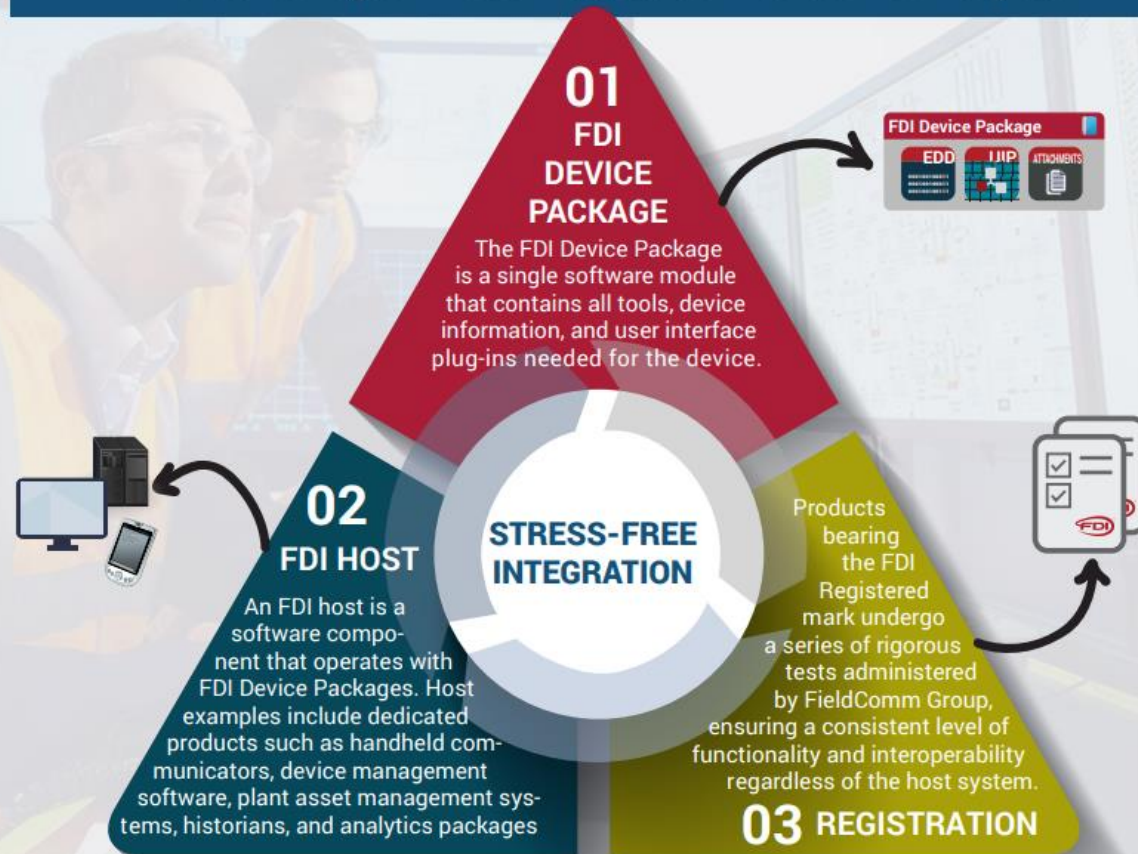 01
FDI
DEVICE
PACKAGE
The FDI Device Package
is a single software module
that contains all tools, device
information, and user interface
plug-ins needed for the device.
FDI Device Package
EDD
UIP
ATTACHMENTS
02
FDI HOST
An FDI host is a
software compo-
nent that operates with
FDI Device Packages. Host
examples include dedicated
products such as handheld com-
municators, device management
software, plant asset management sys-
tems, historians, and analytics packages
STRESS-FREE
INTEGRATION
Products
bearing
the FDI
Registered
mark undergo
a series of rigorous
tests administered
by FieldComm Group,
ensuring a consistent level of
functionality and interoperability
regardless of the host system.
03 REGISTRATION
FDI